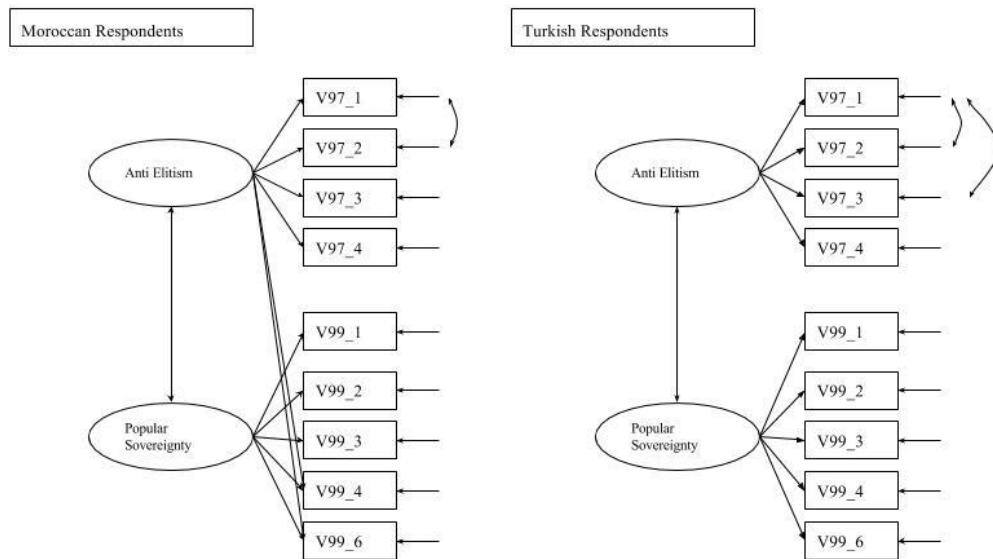 Moroccan Respondents
V97_1
V97_2
Anti Elitism
V97_3
V97_4
V99_1
V99_2
Popular
Sovereignty
V99_3
V99_4
V99_6
Turkish Respondents
V97_1
V97_2
Anti Elitism
V97_3
V97_4
V99_1
V99_2
Popular
Sovereignty
V99_3
V99_4
V99_6